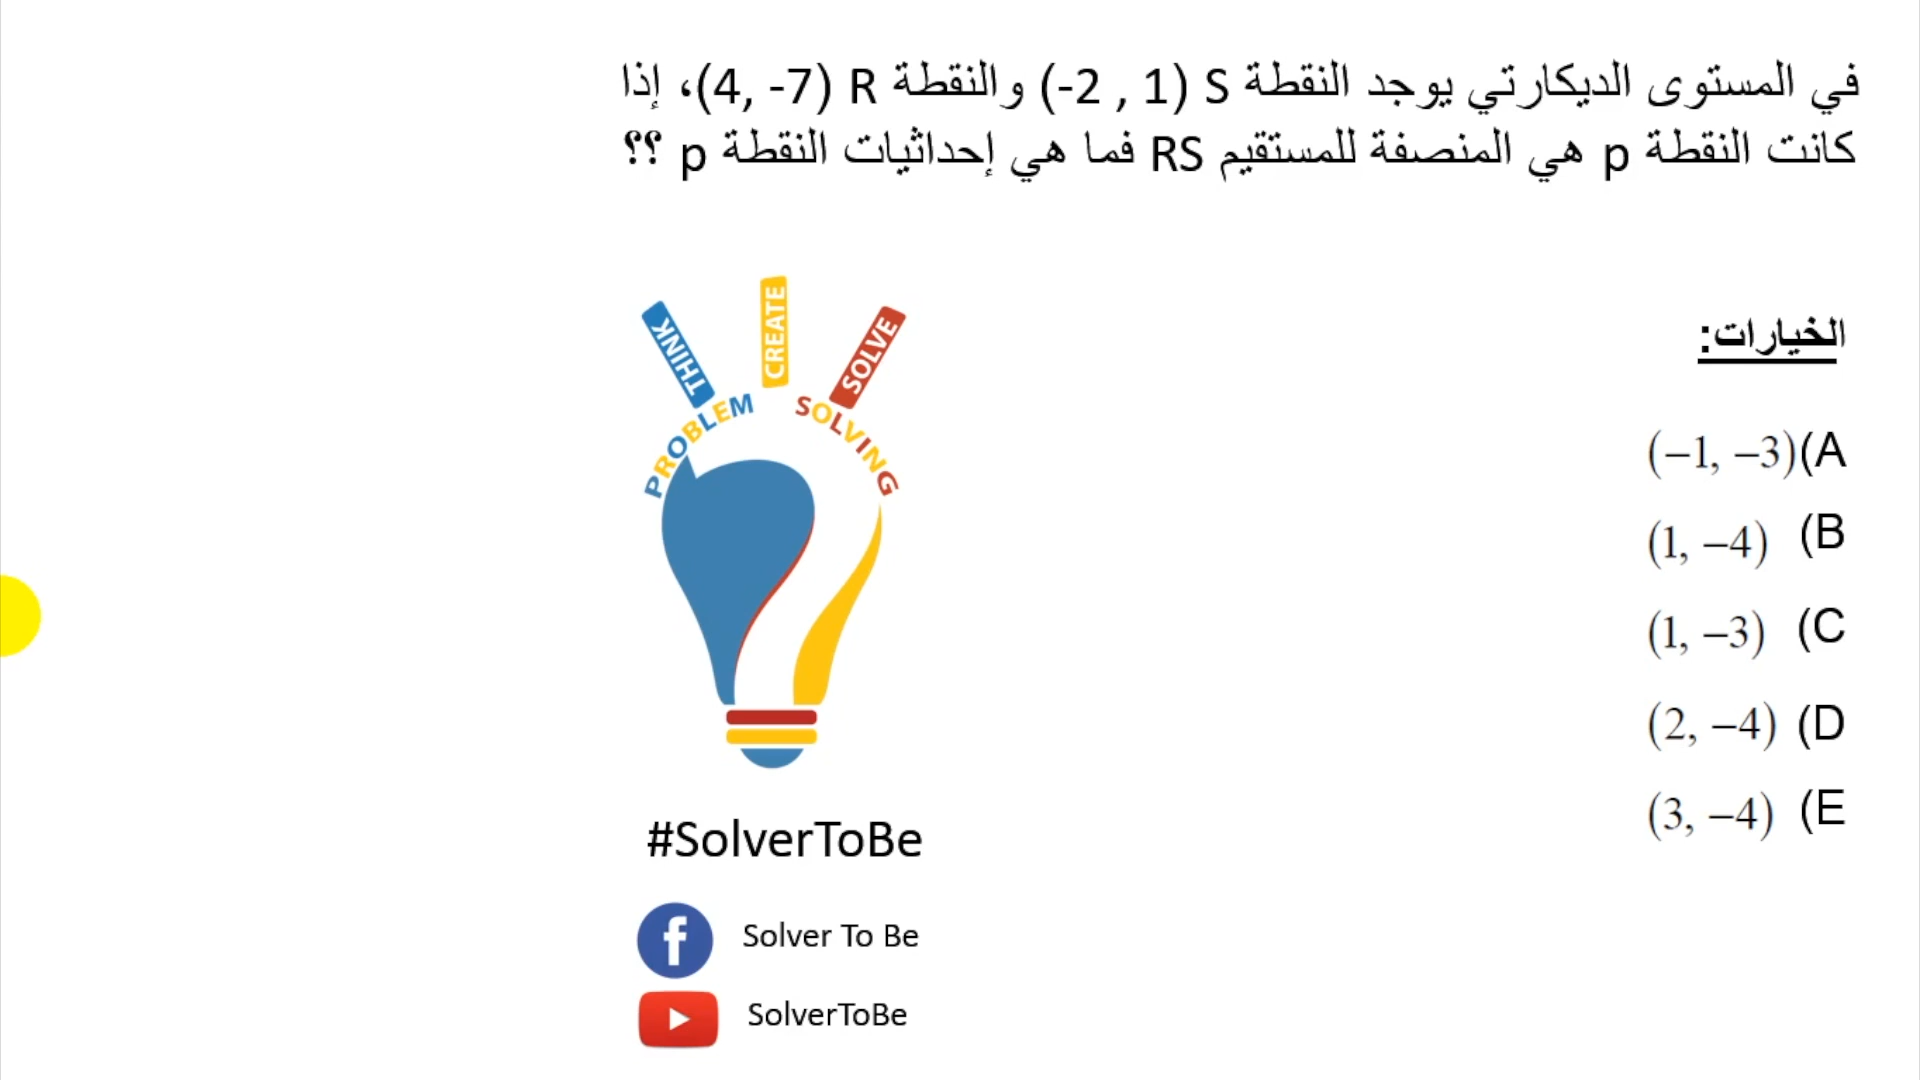 في المستوى الديكارتي يوجد النقطة S (-2 , 1) والنقطة R (4, -7)، إذا
كانت النقطة p هي المنصفة للمستقيم RS فما هي إحداثيات النقطة p ؟؟
الخيارات:
(A (−1, −3)
(B (1, −4)
(C (1, −3)
(D (2, −4)
(E (3, −4)
THINK
CREATE
SOLVE
PROBLEM SOLVING
#SolverToBe
Solver To Be
SolverToBe